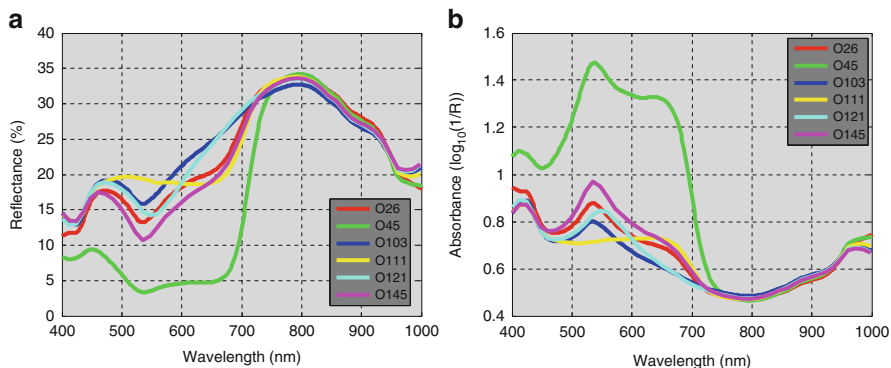 a
Reflectance (%)
40
35
30
25
20
15
10
5
0
400 500 600 700 800 900 1000
Wavelength (nm)
O26
O45
O103
O111
O121
O145
b
Absorbance (log10(1/R))
1.6
1.4
1.2
1
0.8
0.6
0.4
400 500 600 700 800 900 1000
Wavelength (nm)
O26
O45
O103
O111
O121
O145